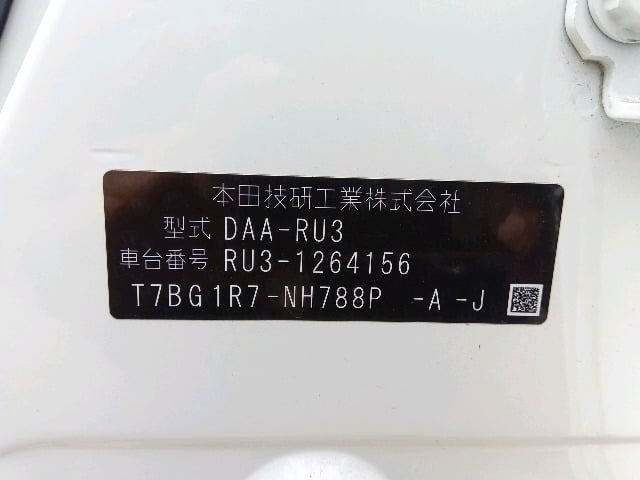 本田技研工業株式会社
型式 DAA-RU3
車台番号 RU3-1264156
T7BG1R7-NH788P -A-J